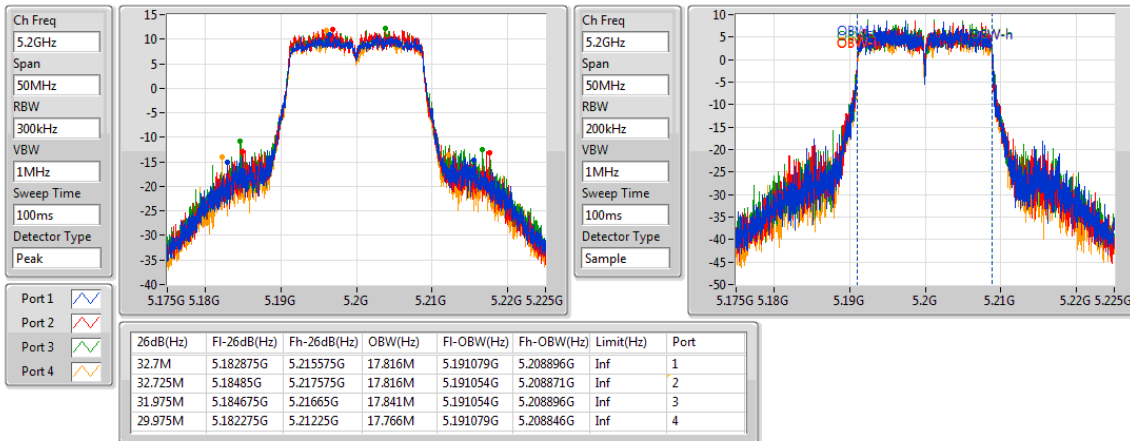 Ch Freq
5.2GHz
Span
50MHz
RBW
300kHz
VBW
1MHz
Sweep Time
100ms
Detector Type
Peak
15
10
5
0
-5
-10
-15
-20
-25
-30
-35
-40
5.175G 5.18G 5.19G 5.2G 5.21G 5.22G 5.225G
Ch Freq
5.2GHz
Span
50MHz
RBW
200kHz
VBW
1MHz
Sweep Time
100ms
Detector Type
Sample
10
5
0
-5
-10
-15
-20
-25
-30
-35
-40
-45
-50
5.175G 5.18G 5.19G 5.2G 5.21G 5.22G 5.225G
Port 1
Port 2
Port 3
Port 4
26dB(Hz) Fl-26dB(Hz) Fh-26dB(Hz) OBW(Hz) Fl-OBW(Hz) Fh-OBW(Hz) Limit(Hz) Port
32.7M 5.182875G 5.215575G 17.816M 5.191079G 5.208896G Inf 1
32.725M 5.18485G 5.217575G 17.816M 5.191054G 5.208871G Inf 2
31.975M 5.184675G 5.21665G 17.841M 5.191054G 5.208896G Inf 3
29.975M 5.182275G 5.21225G 17.766M 5.191079G 5.208846G Inf 4